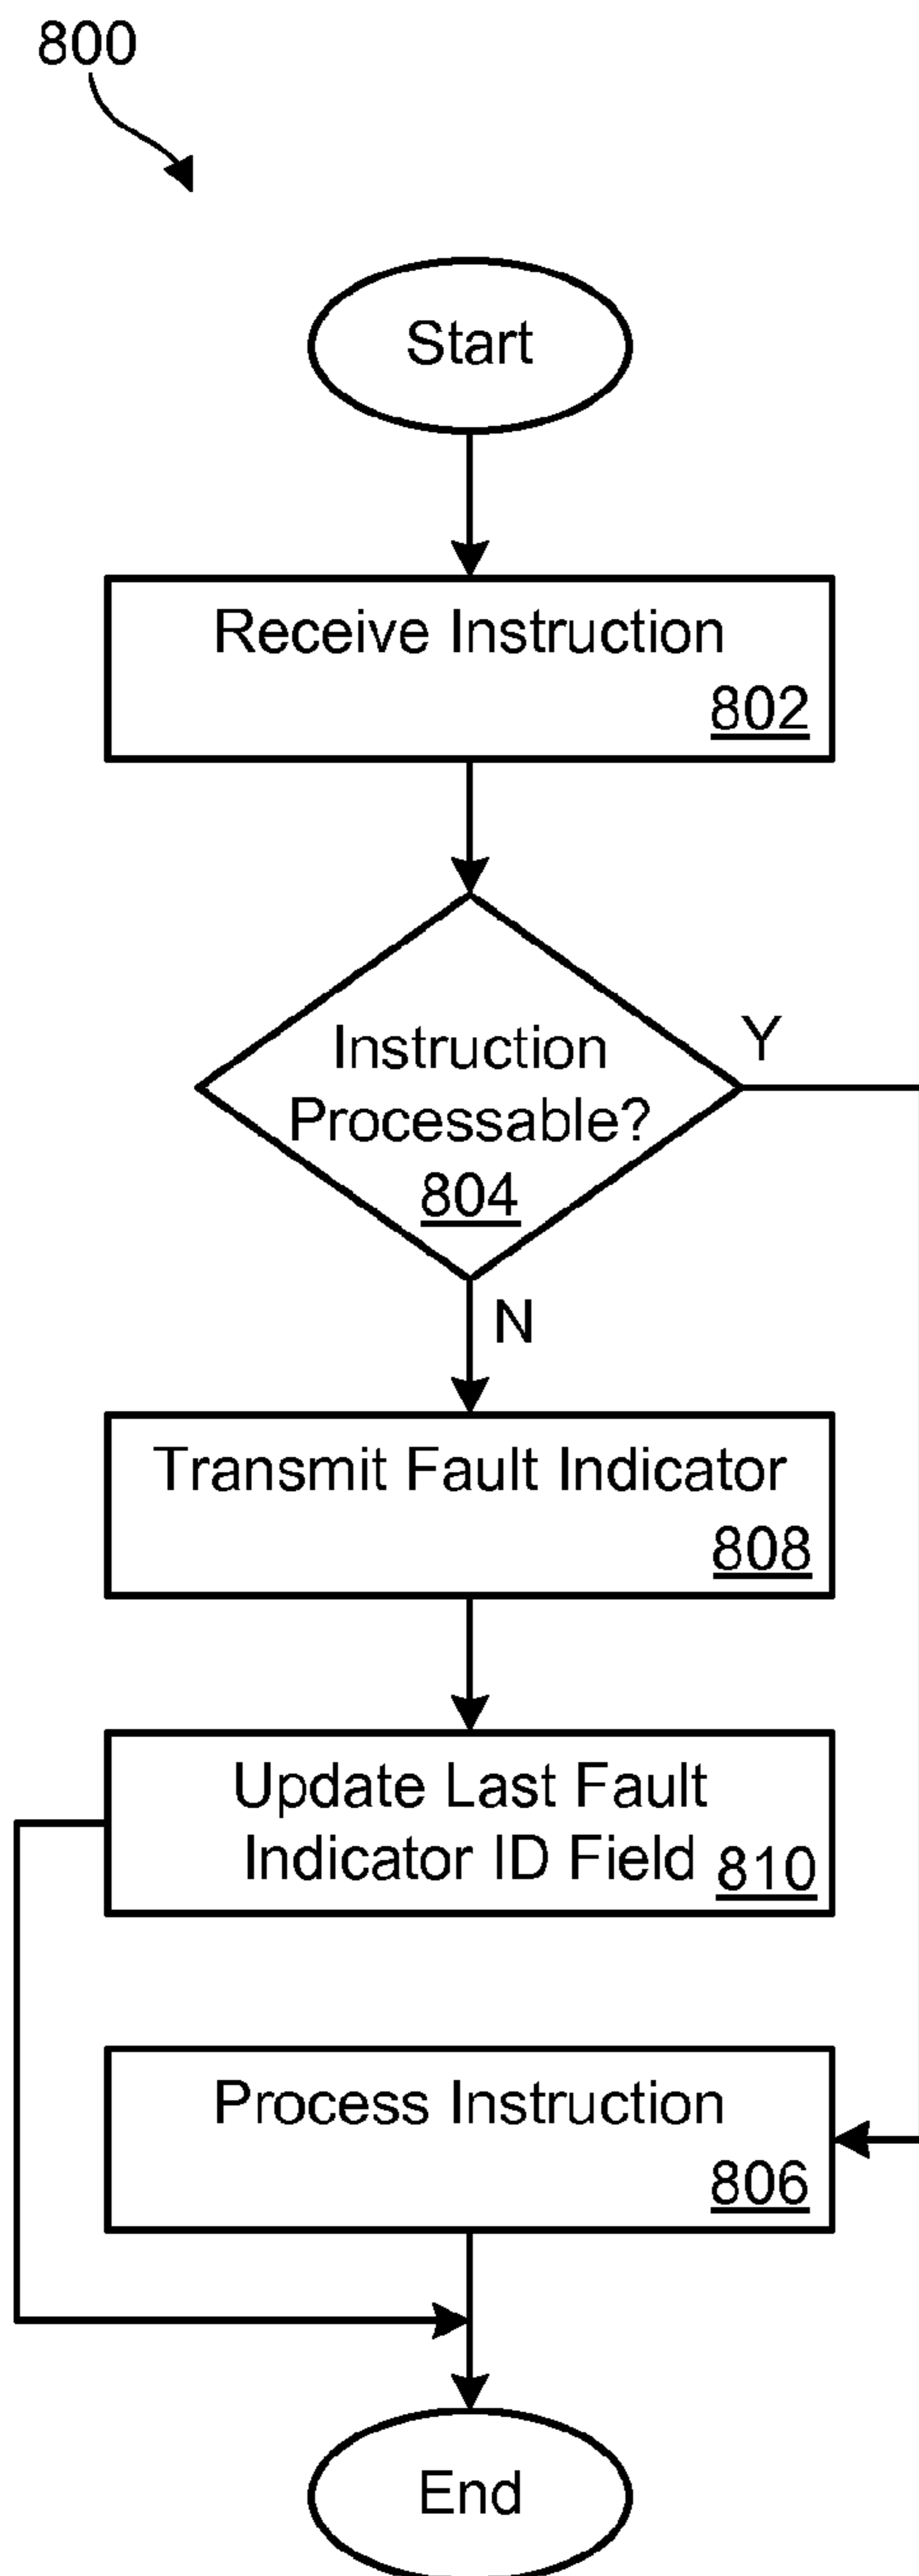 800
Start
Receive Instruction
802
Instruction
Processable?
804
Y
N
Transmit Fault Indicator
808
Update Last Fault
Indicator ID Field 810
Process Instruction
806
End